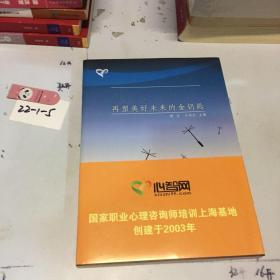 再塑美好未来的金钥匙
主编
22-1-5
心智网
国家职业心理咨询师培训上海基地
创建于2003年